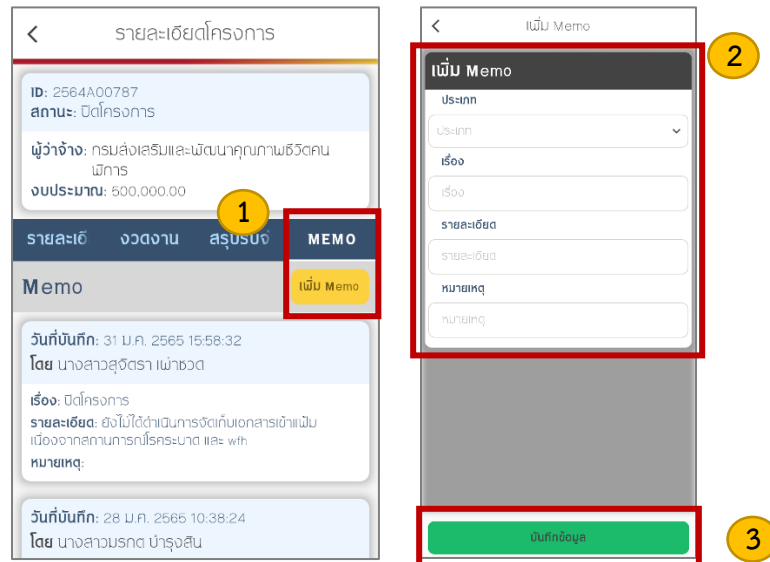 รายละเอียดโครงการ
ID: 2564A00787
สถานะ: ปิดโครงการ
ผู้ว่าจ้าง: กรมส่งเสริมและพัฒนาคุณภาพชีวิตคน
พิการ
งบประมาณ: 500,000.00
1
รายละเอี งวดงาน สรุปรับจ่ MEMO
Memo เพิ่ม Memo
วันที่บันทึก: 31 ม.ค. 2565 15:58:32
โดย นางสาวสุจิตรา เผ่าชวด
เรื่อง: ปิดโครงการ
รายละเอียด: ยังไม่ได้ดำเนินการจัดเก็บเอกสารเข้าแฟ้ม
เนื่องจากสถานการณ์โรคระบาด และ wfh
หมายเหตุ:
วันที่บันทึก: 28 ม.ค. 2565 10:38:24
โดย นางสาวมรกต บำรุงสิน
เพิ่ม Memo
2
เพิ่ม Memo
ประเภท
ประเภท
เรื่อง
เรื่อง
รายละเอียด
รายละเอียด
หมายเหตุ
หมายเหตุ
บันทึกข้อมูล
3